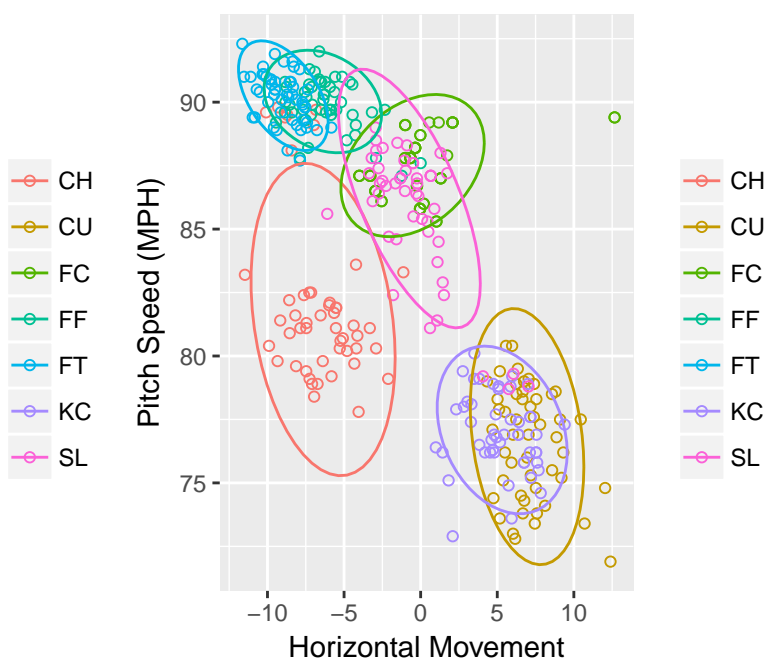 90
85
80
75
Pitch Speed (MPH)
−10 −5 0 5 10
Horizontal Movement
CH
CU
FC
FF
FT
KC
SL
CH
CU
FC
FF
FT
KC
SL